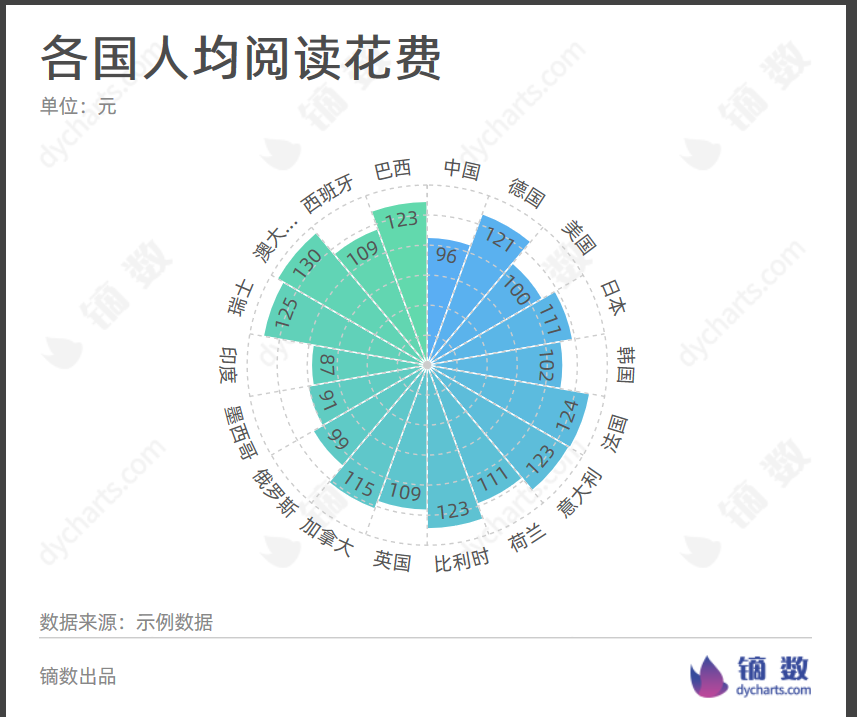 各国人均阅读花费
单位：元
中国
96
德国
121
美国
100
日本
111
韩国
102
法国
124
意大利
123
荷兰
111
比利时
123
英国
109
加拿大
115
俄罗斯
99
墨西哥
91
印度
87
瑞士
125
澳大...
130
西班牙
109
巴西
123
数据来源：示例数据
镝数出品
镝数
dycharts.com